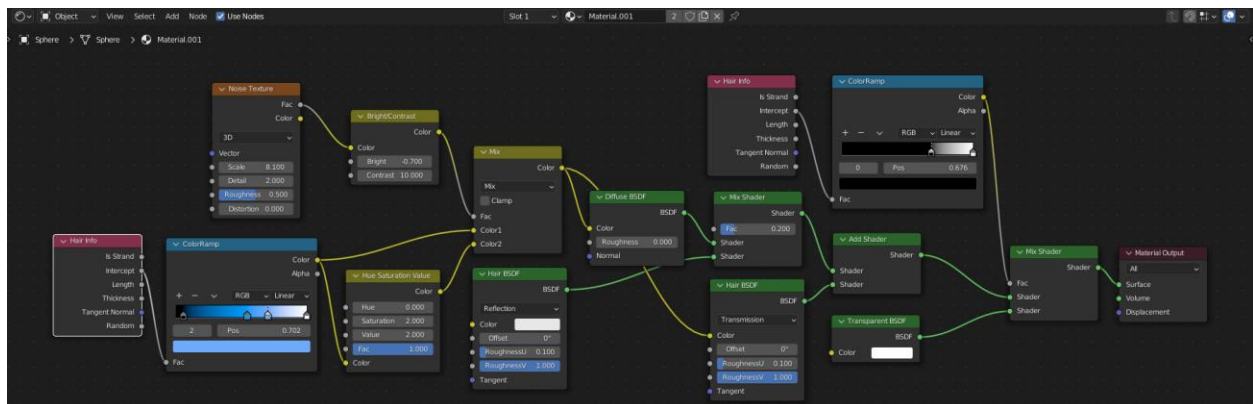 Object View Select Add Node Use Nodes Slot 1 Material.001 2
Sphere > Sphere > Material.001
Noise Texture
Fac
Color
3D
Vector
Scale 8.100
Detail 2.000
Roughness 0.500
Distortion 0.000
Bright/Contrast
Color
Color
Bright -0.700
Contrast 10.000
Mix
Color
Mix
Clamp
Fac
Color1
Color2
Hair Info
Is Strand
Intercept
Length
Thickness
Tangent Normal
Random
ColorRamp
Color
Alpha
+ - RGB Linear
2 Pos 0.702
Fac
Hue Saturation Value
Color
Hue 0.000
Saturation 2.000
Value 2.000
Fac 1.000
Color
Hair BSDF
BSDF
Reflection
Color
Offset 0°
RoughnessU 0.100
RoughnessV 1.000
Tangent
Diffuse BSDF
BSDF
Color
Roughness 0.000
Normal
Hair Info
Is Strand
Intercept
Length
Thickness
Tangent Normal
Random
ColorRamp
Color
Alpha
+ - RGB Linear
0 Pos 0.676
Fac
Mix Shader
Shader
Fac 0.200
Shader
Shader
Hair BSDF
BSDF
Transmission
Color
Offset 0°
RoughnessU 0.100
RoughnessV 1.000
Tangent
Add Shader
Shader
Shader
Shader
Transparent BSDF
BSDF
Color
Mix Shader
Shader
Fac
Shader
Shader
Material Output
All
Surface
Volume
Displacement